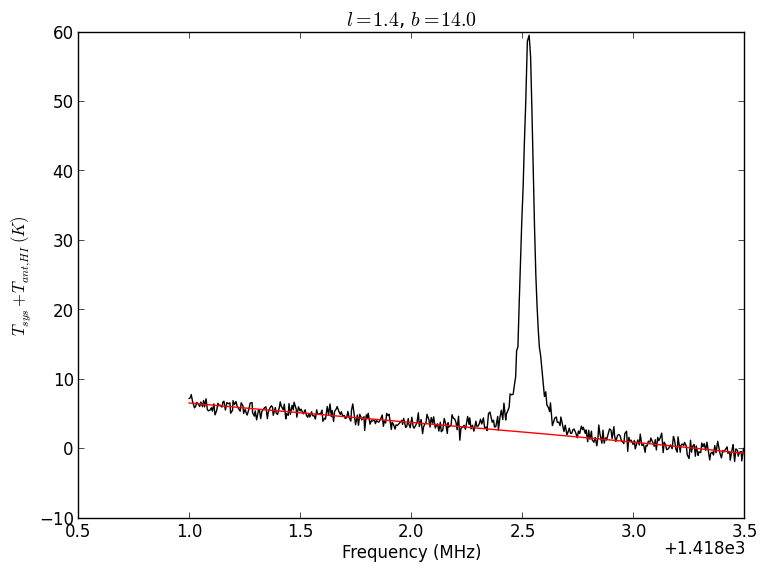 l = 1.4, b = 14.0
60
50
40
30
20
10
0
−10
T_sys + T_ant,HI (K)
0.5 1.0 1.5 2.0 2.5 3.0 3.5
Frequency (MHz)
+1.418e3